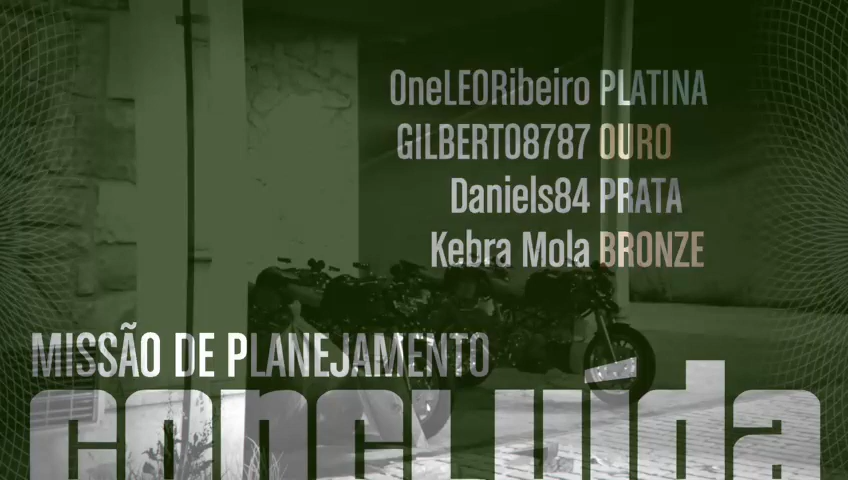 OneLEORibeiro PLATINA
GILBERTO8787 OURO
Daniels84 PRATA
Kebra Mola BRONZE
MISSÃO DE PLANEJAMENTO
concluída